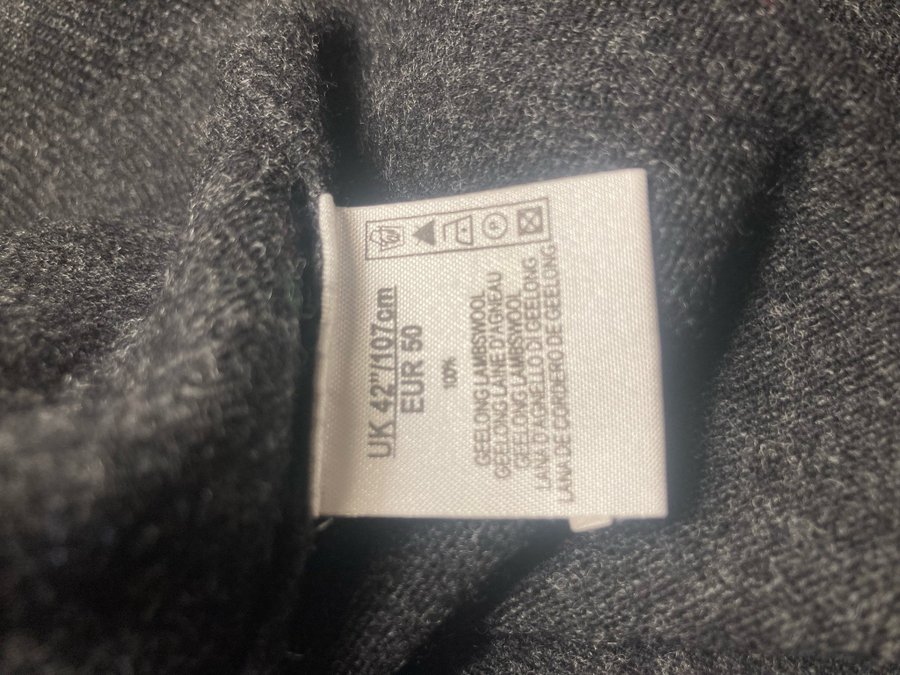 UK 42"/107cm
EUR 50
100%
GEELONG LAMBSWOOL
GEELONG LAINE D'AGNEAU
GEELONG LAMBSWOOL
LANA D'AGNELLO DI GEELONG
LANA DE CORDERO DE GEELONG